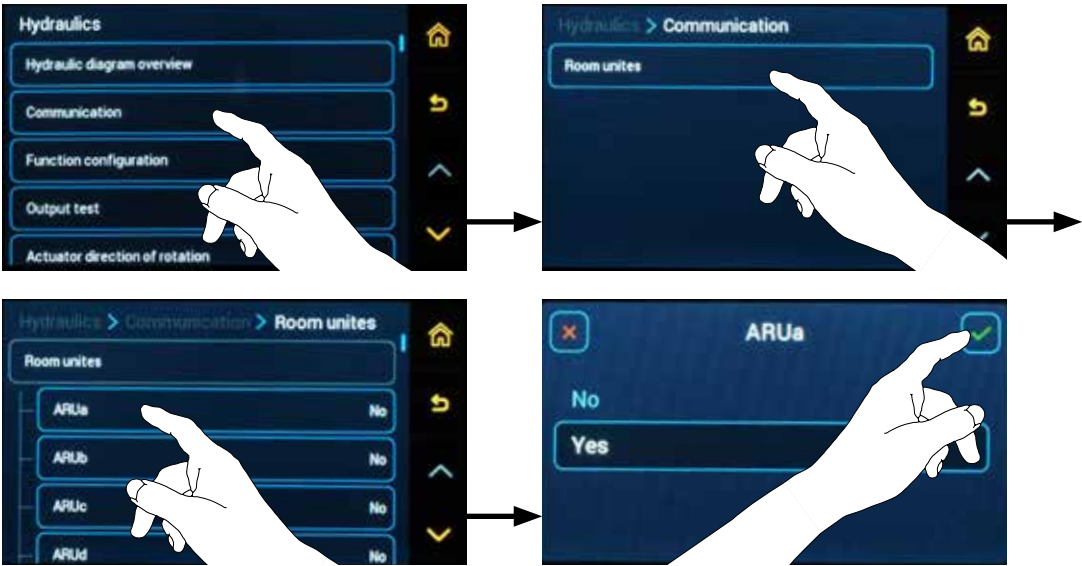 Hydraulics
Hydraulic diagram overview
Communication
Function configuration
Output test
Actuator direction of rotation
Hydraulics > Communication
Room unites
Hydraulics > Communication > Room unites
Room unites
ARUa No
ARUb No
ARUc No
ARUd No
ARUa
No
Yes